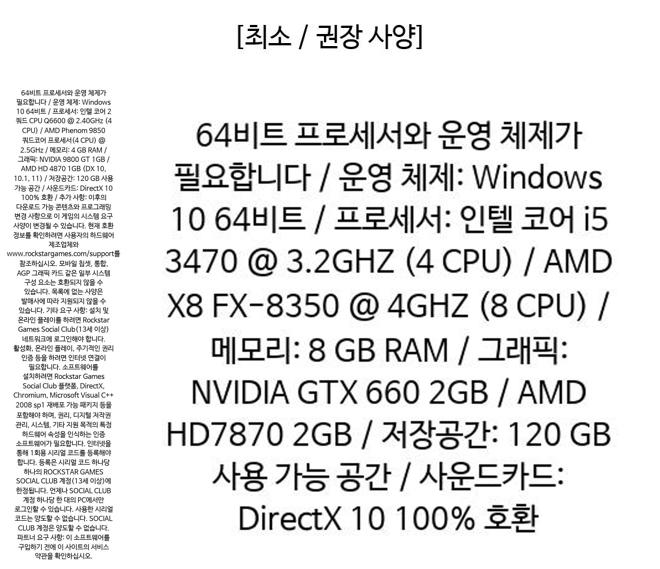 [최소 / 권장 사양]
64비트 프로세서와 운영 체제가
필요합니다 / 운영 체제: Windows
10 64비트 / 프로세서: 인텔 코어 2
쿼드 CPU Q6600 @ 2.40GHz (4
CPU) / AMD Phenom 9850
쿼드코어 프로세서(4 CPU) @
2.5GHz / 메모리: 4 GB RAM /
그래픽: NVIDIA 9800 GT 1GB /
AMD HD 4870 1GB (DX 10,
10.1, 11) / 저장공간: 120 GB 사용
가능 공간 / 사운드카드: DirectX 10
100% 호환 / 추가 사항: 이후의
다운로드 가능 콘텐츠와 프로그래밍
변경 사항으로 이 게임의 시스템 요구
사양이 변경될 수 있습니다. 현재 호환
정보를 확인하려면 사용자의 하드웨어
제조업체와
www.rockstargames.com/support를
참조하십시오. 모바일 칩셋, 통합,
AGP 그래픽 카드 같은 일부 시스템
구성 요소는 호환되지 않을 수
있습니다. 목록에 없는 사양은
발매사에 따라 지원되지 않을 수
있습니다. 기타 요구 사항: 설치 및
온라인 플레이를 하려면 Rockstar
Games Social Club(13세 이상)
네트워크에 로그인해야 합니다.
활성화, 온라인 플레이, 주기적인 권리
인증 등을 하려면 인터넷 연결이
필요합니다. 소프트웨어를
설치하려면 Rockstar Games
Social Club 플랫폼, DirectX,
Chromium, Microsoft Visual C++
2008 sp1 재배포 가능 패키지 등을
포함해야 하며, 권리, 디지털 저작권
관리, 시스템, 기타 지원 목적의 특정
하드웨어 속성을 인식하는 인증
소프트웨어가 필요합니다. 인터넷을
통해 1회용 시리얼 코드를 등록해야
합니다. 등록은 시리얼 코드 하나당
하나의 ROCKSTAR GAMES
SOCIAL CLUB 계정(13세 이상)에
한정됩니다. 언제나 SOCIAL CLUB
계정 하나당 한 대의 PC에서만
로그인할 수 있습니다. 사용한 시리얼
코드는 양도할 수 없습니다. SOCIAL
CLUB 계정은 양도할 수 없습니다.
파트너 요구 사항: 이 소프트웨어를
구입하기 전에 이 사이트의 서비스
약관을 확인하십시오.
64비트 프로세서와 운영 체제가
필요합니다 / 운영 체제: Windows
10 64비트 / 프로세서: 인텔 코어 i5
3470 @ 3.2GHZ (4 CPU) / AMD
X8 FX-8350 @ 4GHZ (8 CPU) /
메모리: 8 GB RAM / 그래픽:
NVIDIA GTX 660 2GB / AMD
HD7870 2GB / 저장공간: 120 GB
사용 가능 공간 / 사운드카드:
DirectX 10 100% 호환